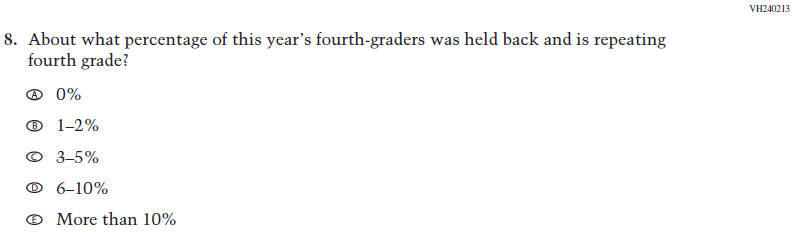 VH240213
8. About what percentage of this year's fourth-graders was held back and is repeating
fourth grade?
A 0%
B 1–2%
C 3–5%
D 6–10%
E More than 10%